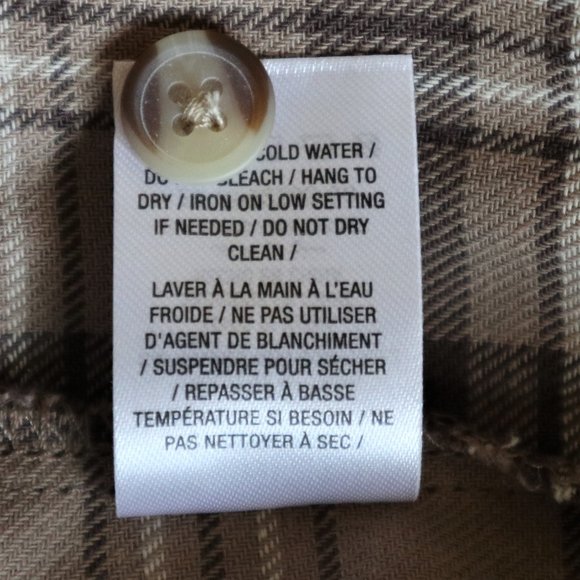 COLD WATER /
DO BLEACH / HANG TO
DRY / IRON ON LOW SETTING
IF NEEDED / DO NOT DRY
CLEAN /
LAVER À LA MAIN À L'EAU
FROIDE / NE PAS UTILISER
D'AGENT DE BLANCHIMENT
/ SUSPENDRE POUR SÉCHER
/ REPASSER À BASSE
TEMPÉRATURE SI BESOIN / NE
PAS NETTOYER À SEC /